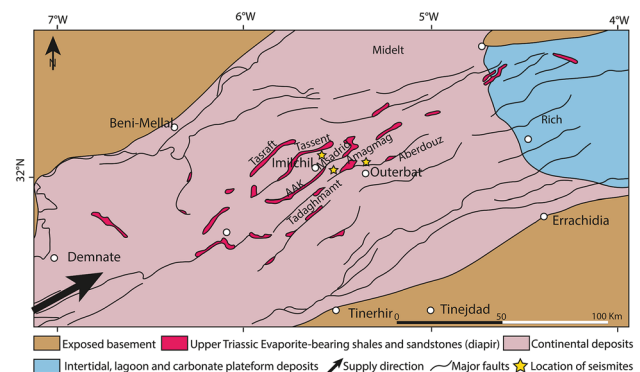 7°W 6°W 5°W 4°W
N
Midelt
Beni-Mellal
Rich
Tasraft
Tassent
Msadrid
Amagmag
Aberdouz
Imilchil
32°N
Outerbat
AAK
Tadaghmamt
Errachidia
Demnate
Tinerhir
Tinejdad
0 50 100 Km
Exposed basement Upper Triassic Evaporite-bearing shales and sandstones (diapir) Continental deposits
Intertidal, lagoon and carbonate plateform deposits Supply direction Major faults Location of seismites